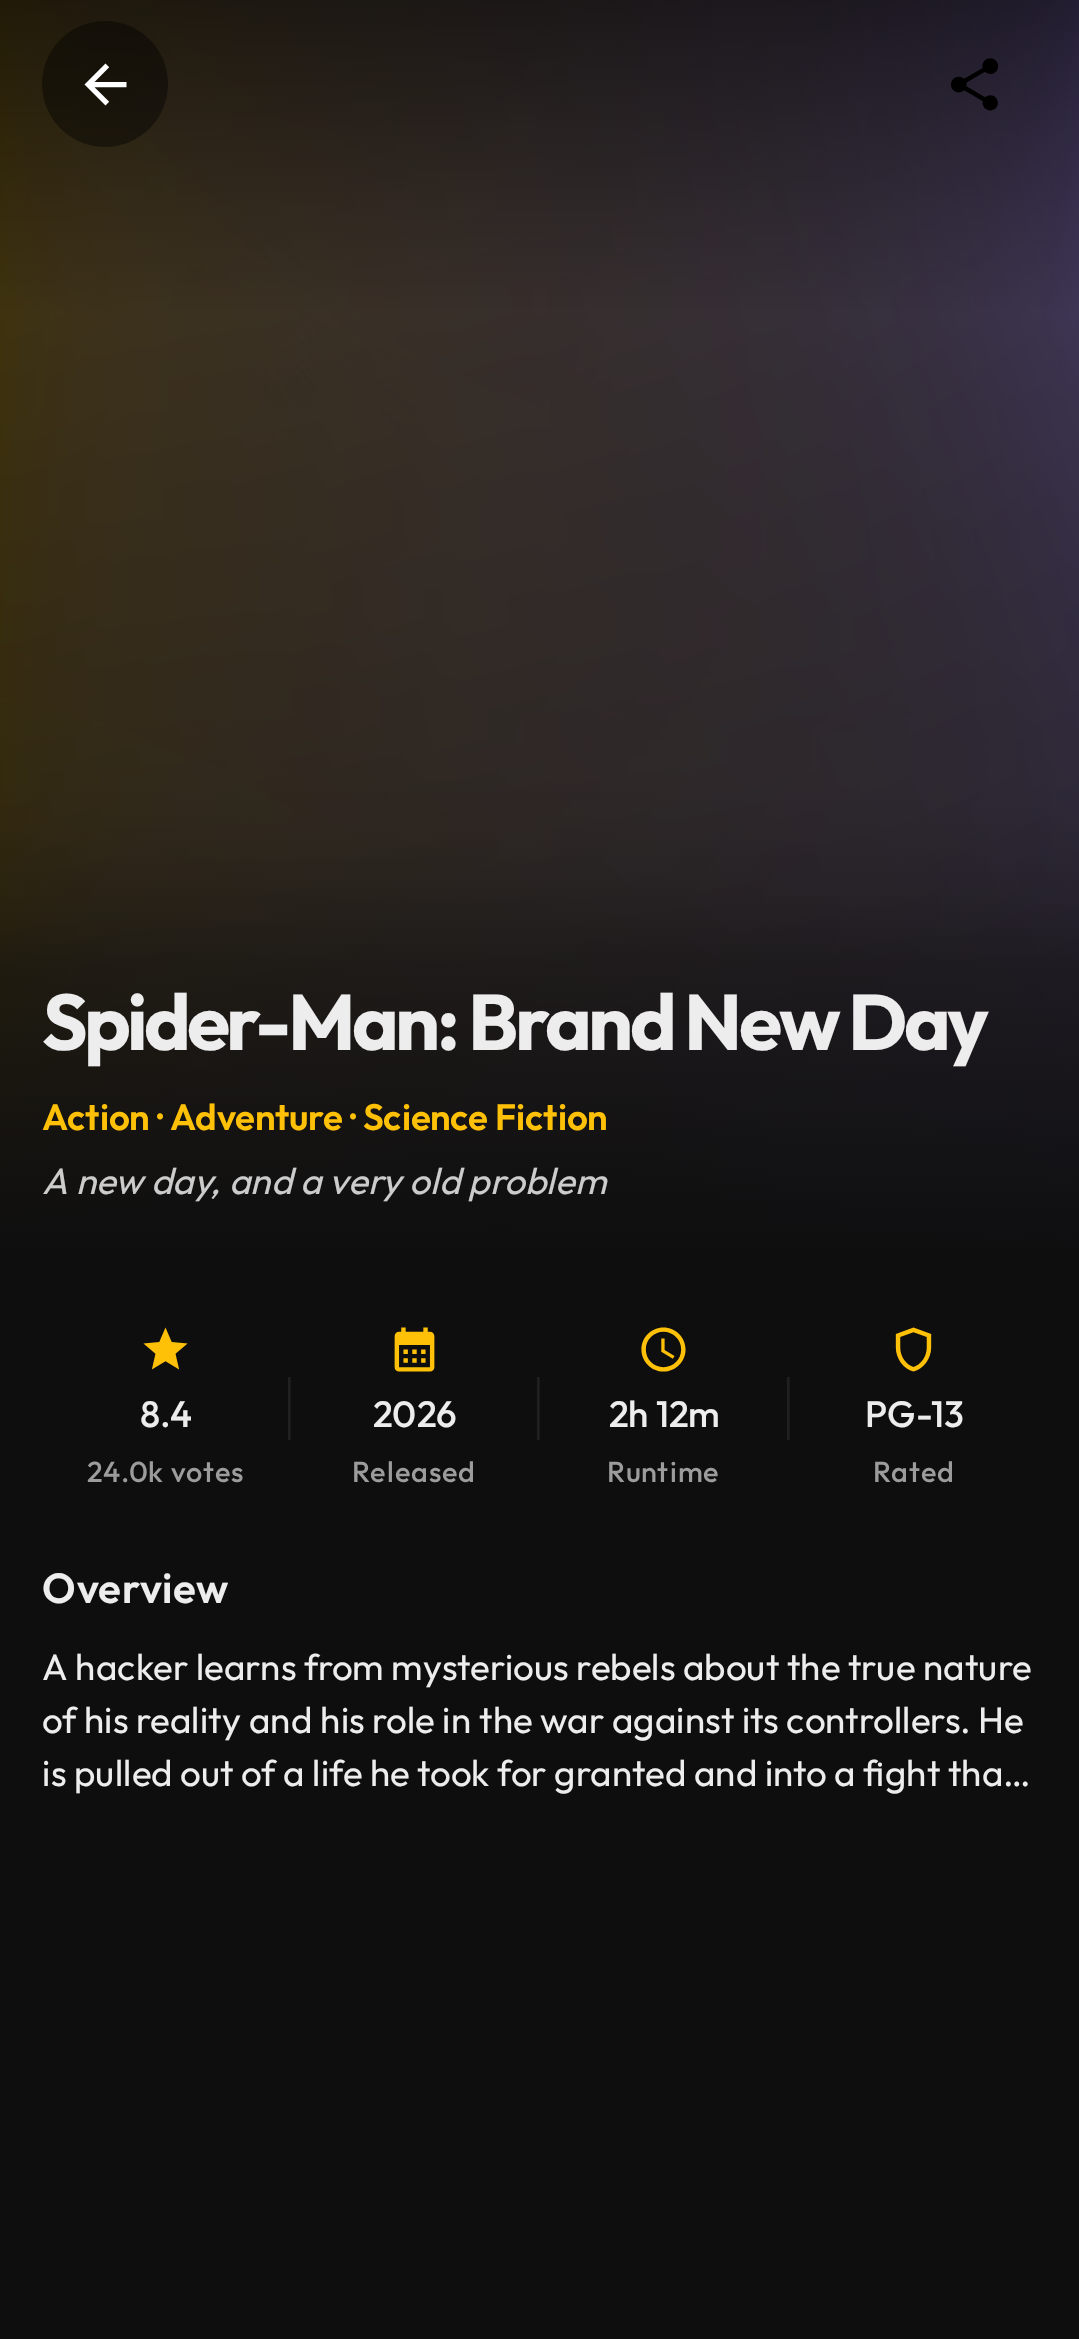 Spider-Man: Brand New Day
Action · Adventure · Science Fiction
A new day, and a very old problem
8.4
2026
2h 12m
PG-13
24.0k votes
Released
Runtime
Rated
Overview
A hacker learns from mysterious rebels about the true nature
of his reality and his role in the war against its controllers. He
is pulled out of a life he took for granted and into a fight tha...